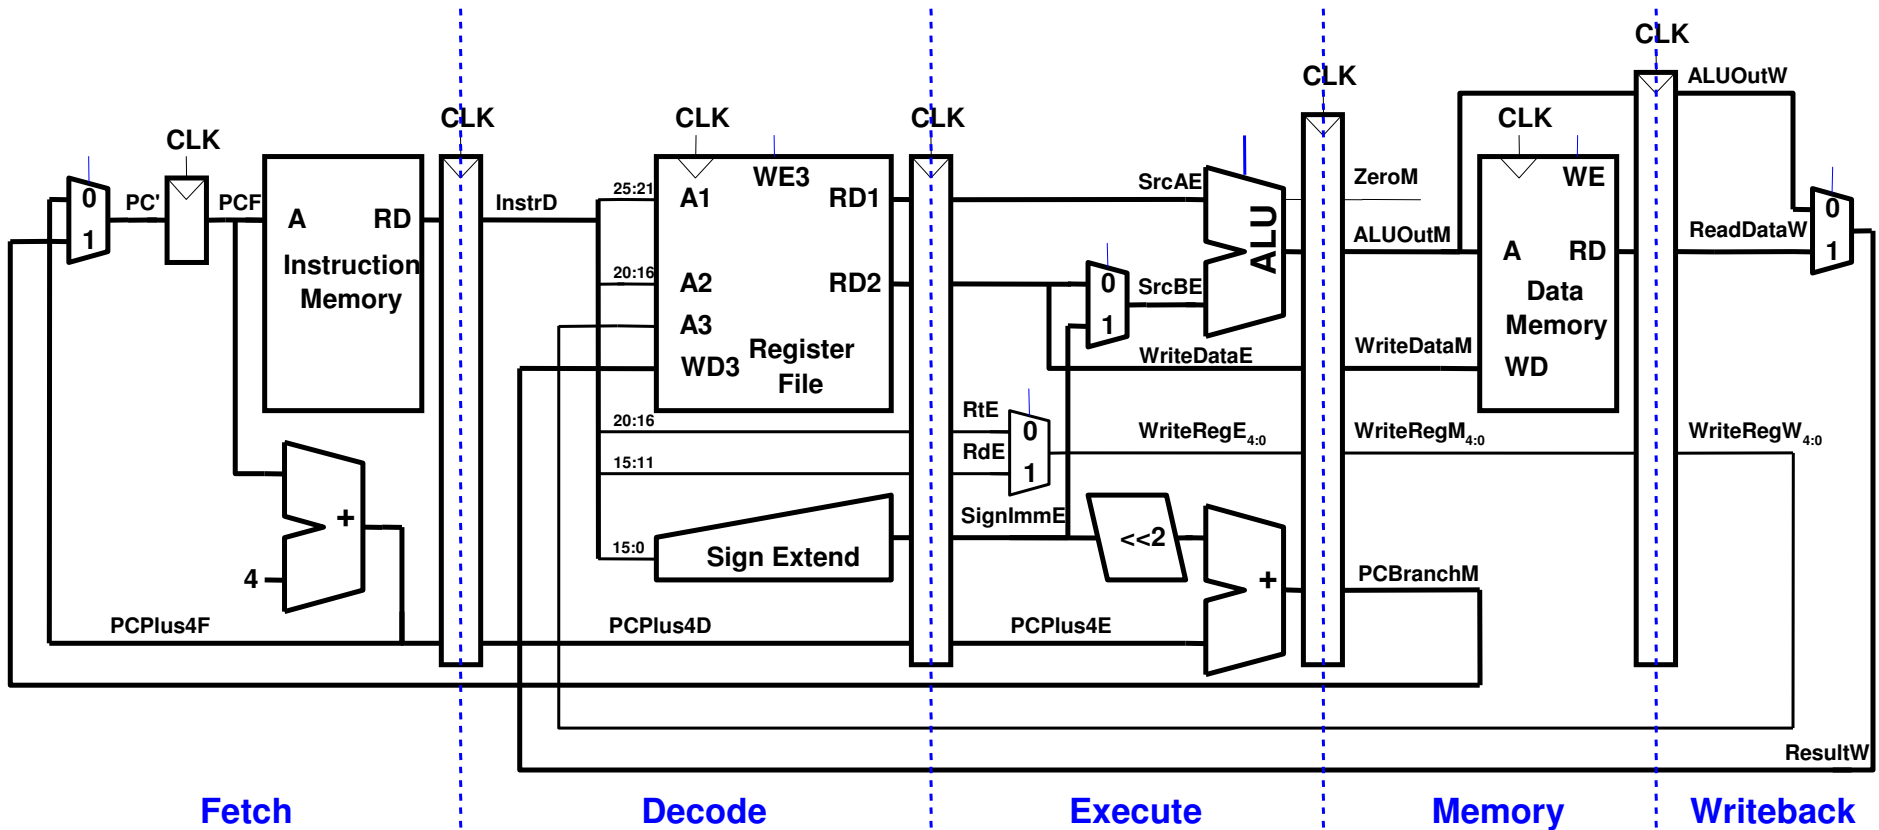 CLK
CLK
ALUOutW
CLK
CLK
CLK
CLK
CLK
CLK
0
1
PC'
PCF
A
RD
Instruction
Memory
InstrD
25:21
A1
WE3
RD1
SrcAE
ALU
ZeroM
WE
0
1
20:16
A2
RD2
0
1
SrcBE
ALUOutM
A
RD
ReadDataW
Data
Memory
A3
WD3
Register
File
WriteDataE
WriteDataM
WD
20:16
RtE
0
WriteRegE4:0
WriteRegM4:0
WriteRegW4:0
15:11
RdE
1
+
4
15:0
Sign Extend
SignImmE
<<2
+
PCBranchM
PCPlus4F
PCPlus4D
PCPlus4E
ResultW
Fetch
Decode
Execute
Memory
Writeback